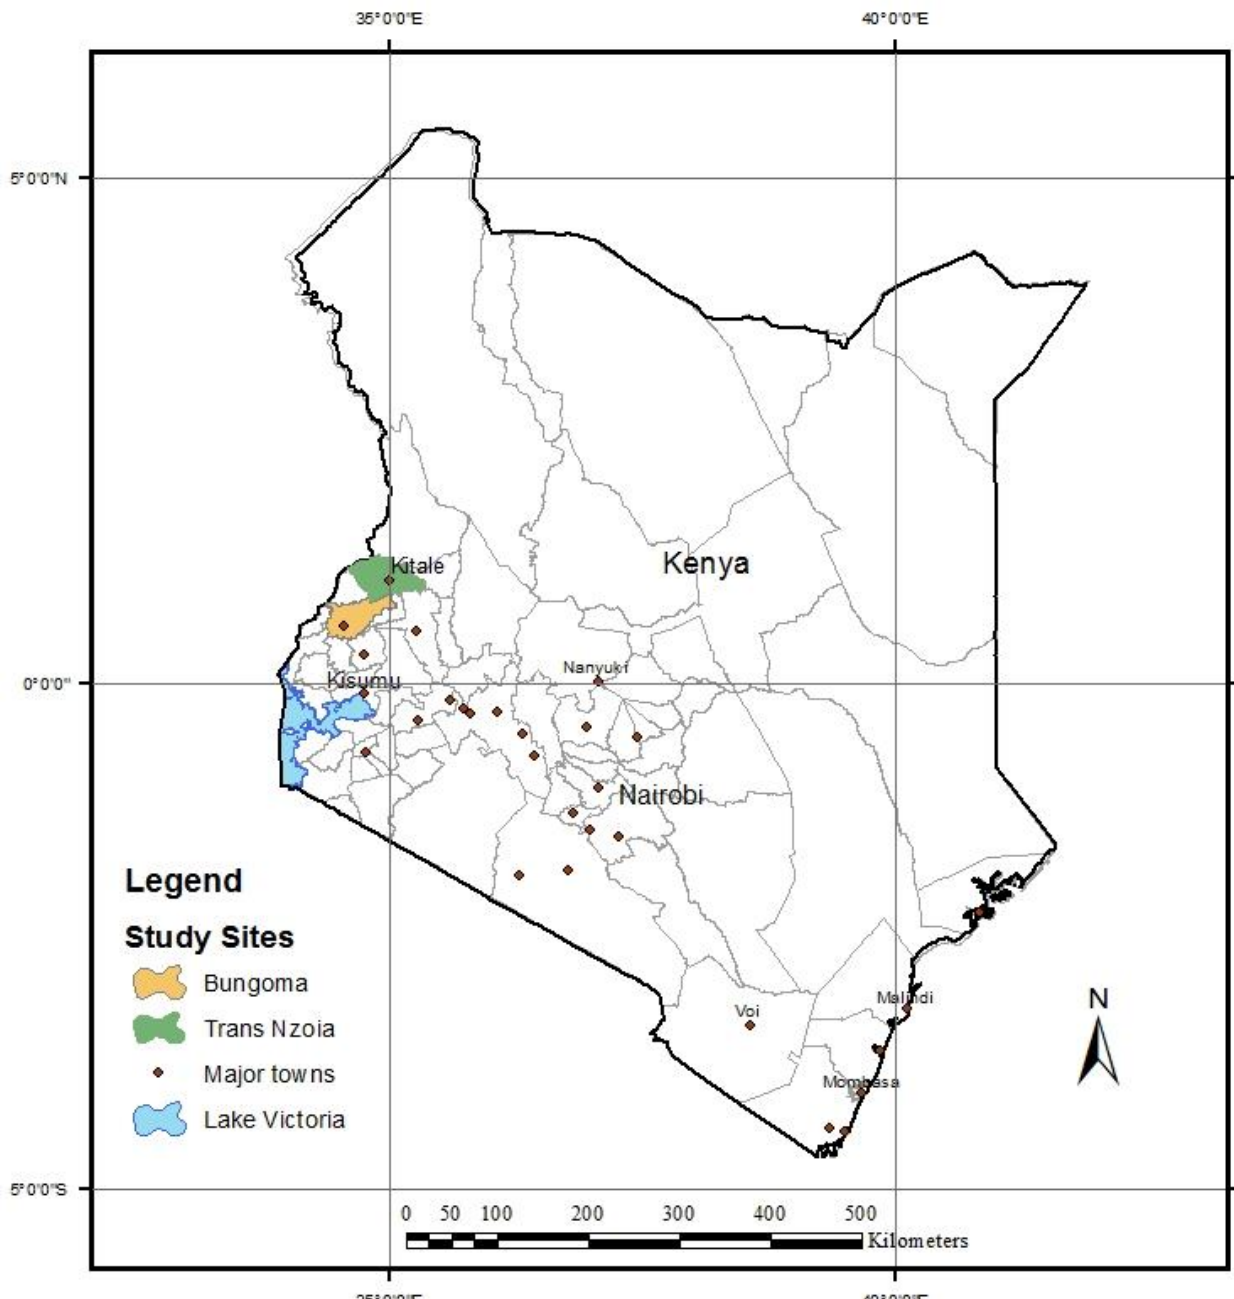 35°0'0"E
40°0'0"E
5°0'0"N
Kitale
Kenya
Nanyuki
0°0'0"
Kisumu
Nairobi
Legend
Study Sites
Bungoma
Trans Nzoia
Major towns
Lake Victoria
Voi
Malindi
Mombasa
N
5°0'0"S
0 50 100 200 300 400 500
Kilometers